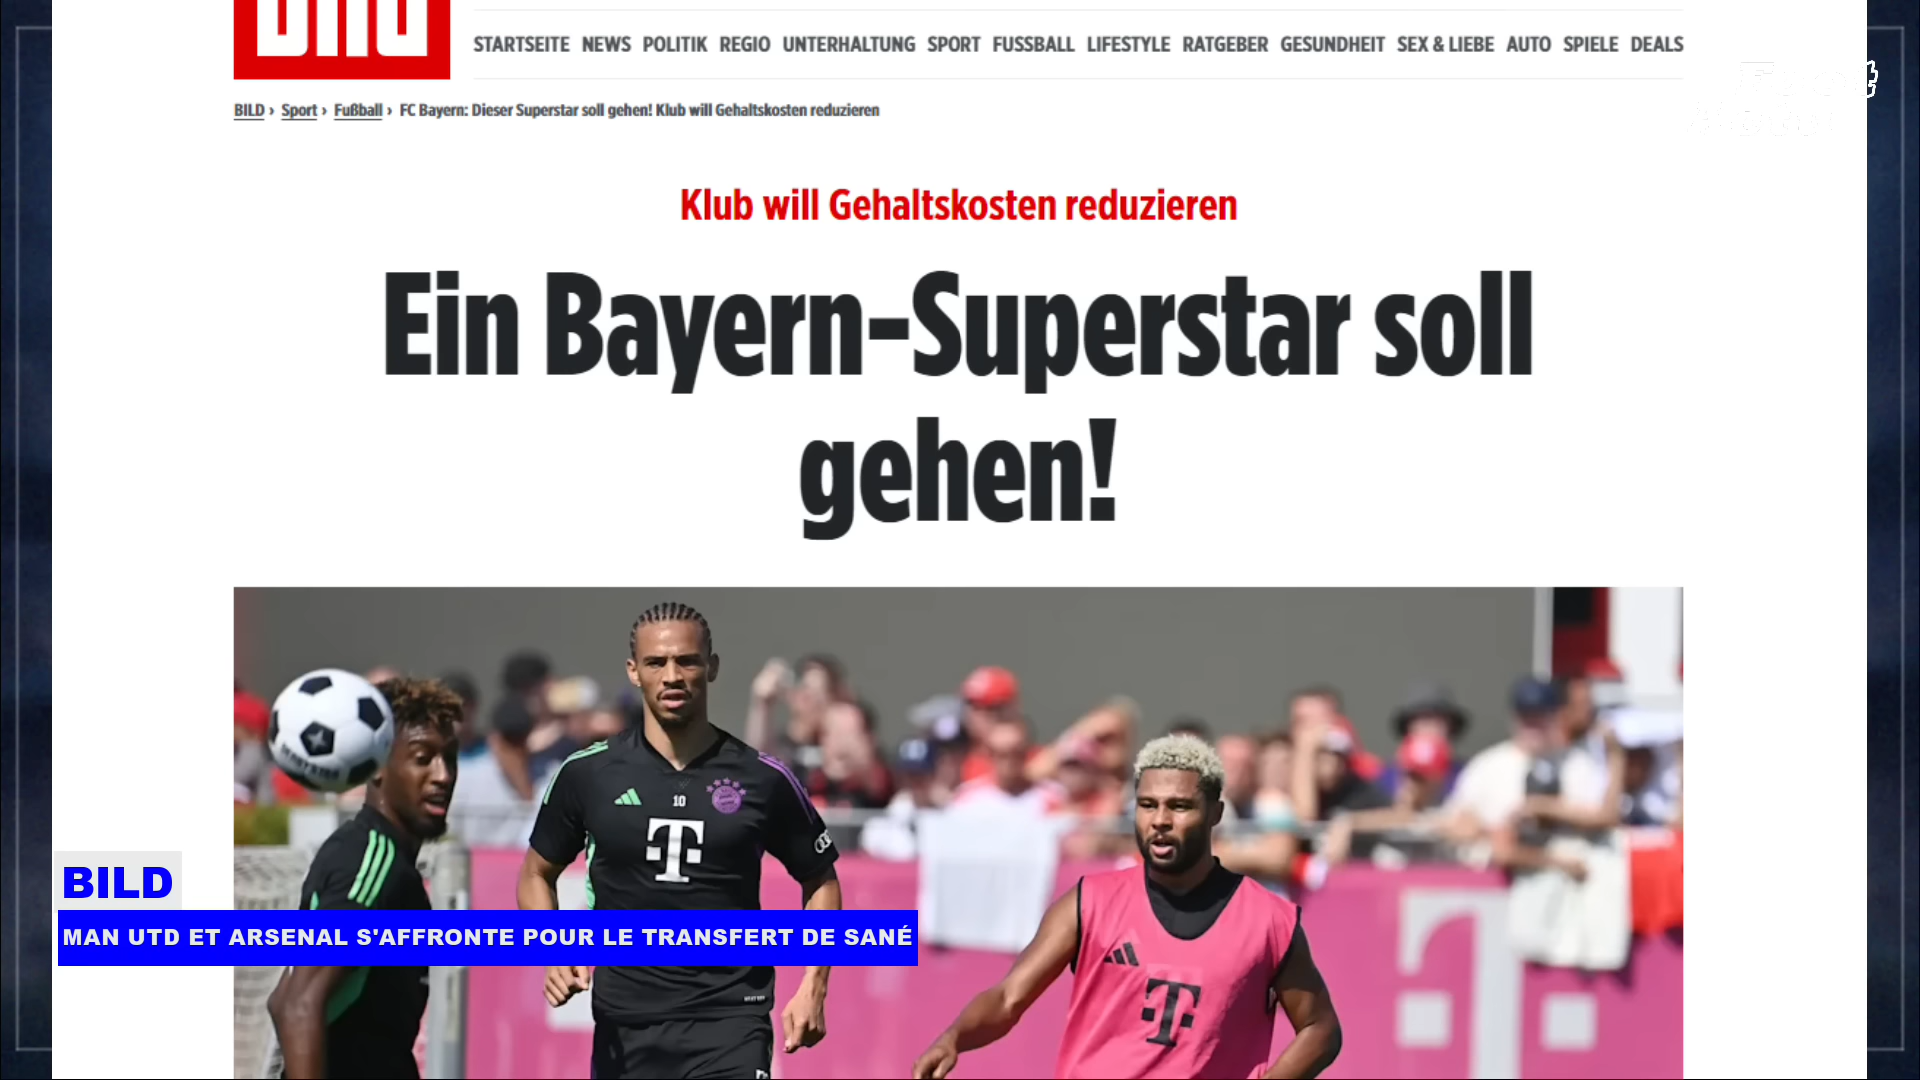 BILD
STARTSEITE NEWS POLITIK REGIO UNTERHALTUNG SPORT FUSSBALL LIFESTYLE RATGEBER GESUNDHEIT SEX & LIEBE AUTO SPIELE DEALS
BILD › Sport › Fußball › FC Bayern: Dieser Superstar soll gehen! Klub will Gehaltskosten reduzieren
Klub will Gehaltskosten reduzieren
Ein Bayern-Superstar soll
gehen!
10
T
T
BILD
MAN UTD ET ARSENAL S'AFFRONTE POUR LE TRANSFERT DE SANÉ